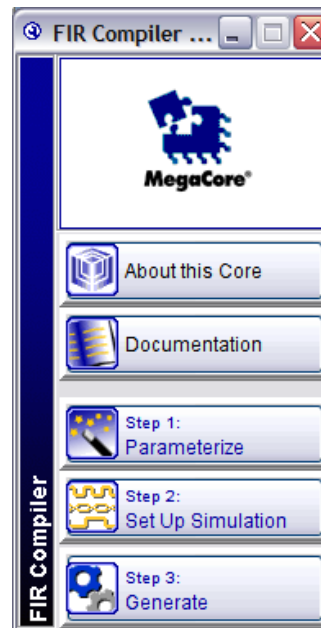 FIR Compiler ...
MegaCore®
About this Core
Documentation
Step 1:
Parameterize
Step 2:
Set Up Simulation
Step 3:
Generate
FIR Compiler